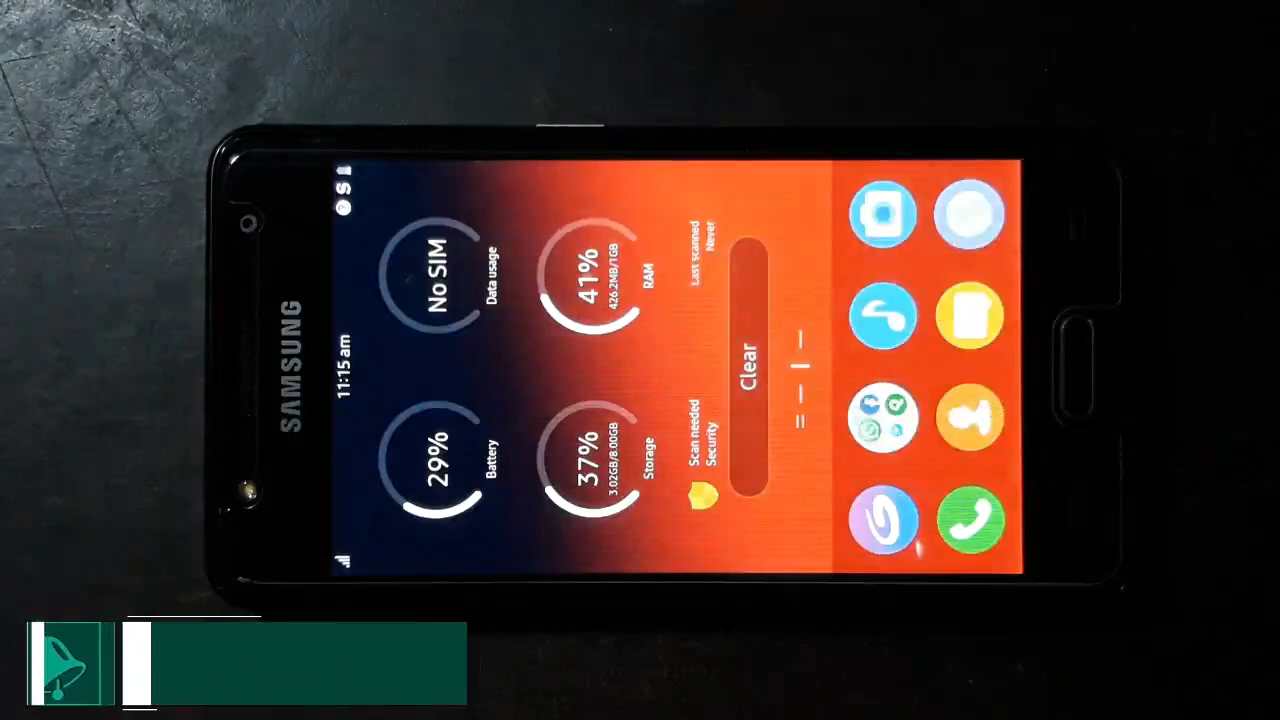 SAMSUNG
11:15 am
29%
Battery
No SIM
Data usage
37%
3.02GB/8.00GB
Storage
41%
426.2MB/1GB
RAM
Scan needed
Security
Last scanned
Never
Clear